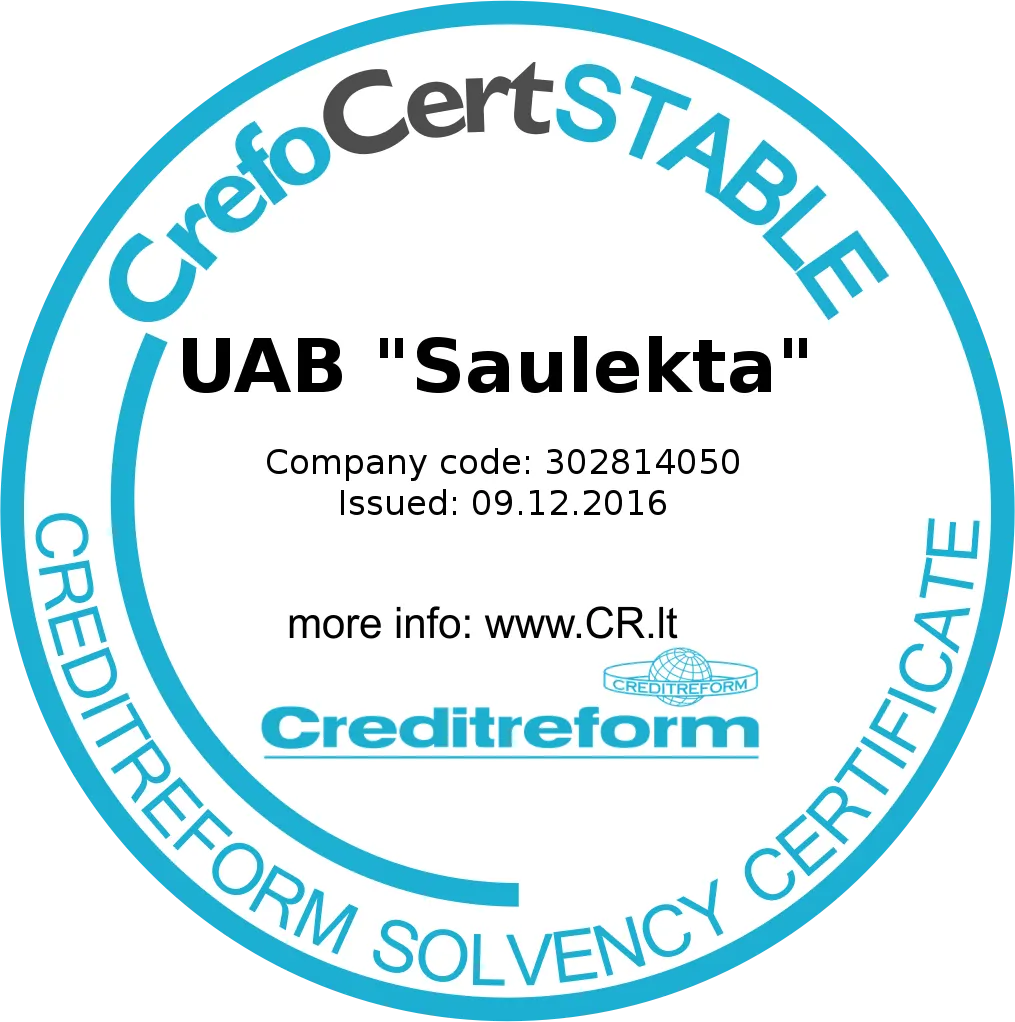 CrefoCertSTABLE
UAB "Saulekta"
Company code: 302814050
Issued: 09.12.2016
more info: www.CR.lt
CREDITREFORM
Creditreform
CREDITREFORM SOLVENCY CERTIFICATE